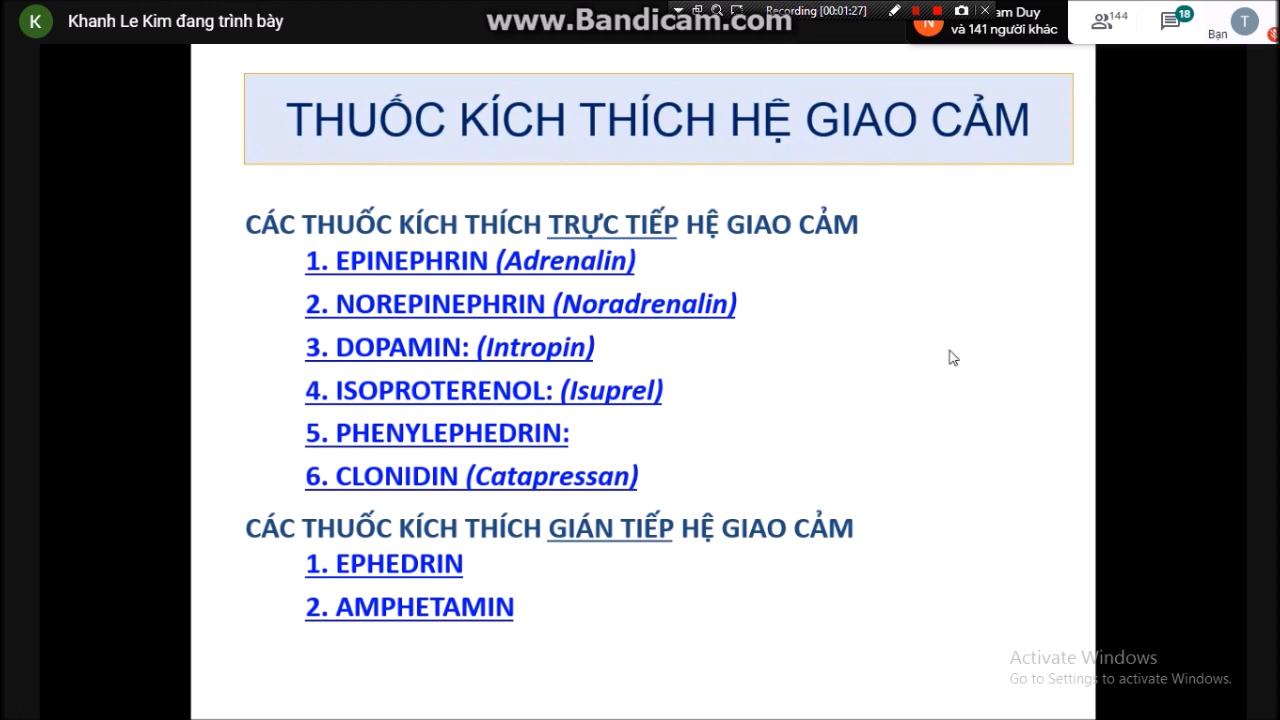 K Khanh Le Kim đang trình bày
www.Bandicam.com
Recording [00:01:27]
N am Duy
và 141 người khác
144
18
Bạn
T
THUỐC KÍCH THÍCH HỆ GIAO CẢM
CÁC THUỐC KÍCH THÍCH TRỰC TIẾP HỆ GIAO CẢM
1. EPINEPHRIN (Adrenalin)
2. NOREPINEPHRIN (Noradrenalin)
3. DOPAMIN: (Intropin)
4. ISOPROTERENOL: (Isuprel)
5. PHENYLEPHEDRIN:
6. CLONIDIN (Catapressan)
CÁC THUỐC KÍCH THÍCH GIÁN TIẾP HỆ GIAO CẢM
1. EPHEDRIN
2. AMPHETAMIN
Activate Windows
Go to Settings to activate Windows.